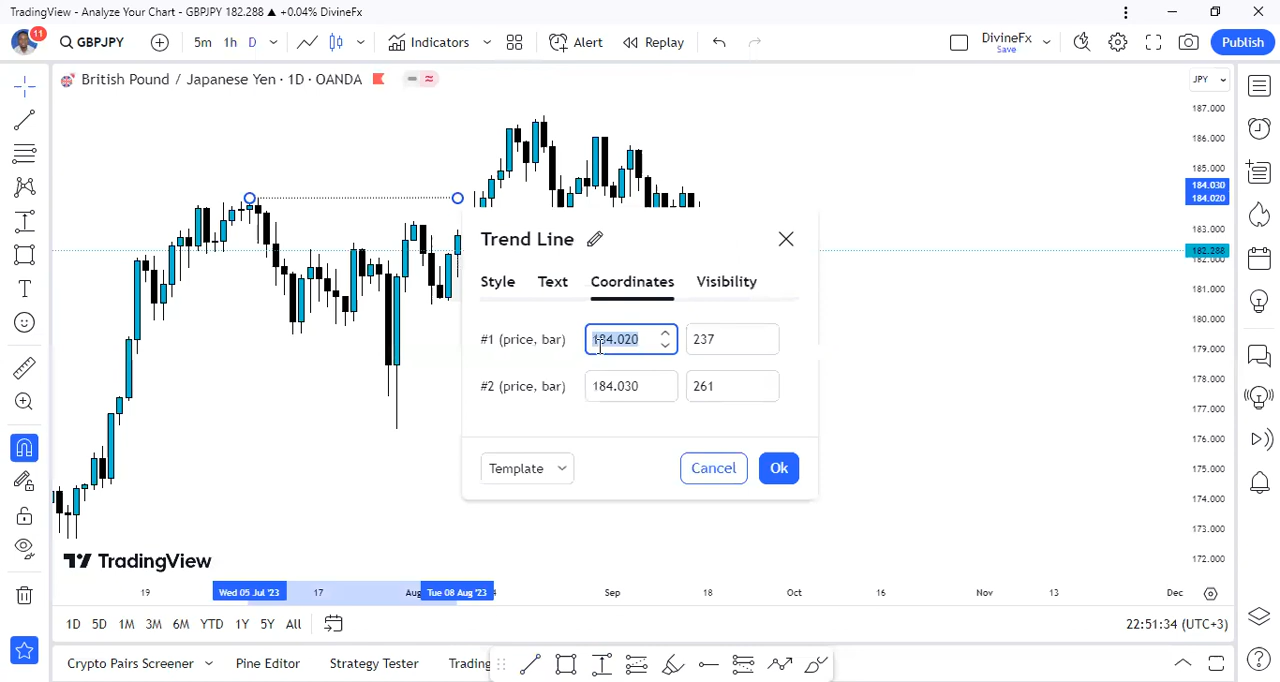 TradingView - Analyze Your Chart - GBPJPY 182.288 ▲ +0.04% DivineFx
11
GBPJPY
5m 1h D
Indicators
Alert
Replay
DivineFx
Save
Publish
British Pound / Japanese Yen · 1D · OANDA
JPY
187.000
186.000
185.000
184.030
184.020
183.000
182.288
182.000
181.000
180.000
179.000
178.000
177.000
176.000
175.000
174.000
173.000
172.000
Trend Line
Style Text Coordinates Visibility
#1 (price, bar) 184.020 237
#2 (price, bar) 184.030 261
Template
Cancel
Ok
TradingView
19 Wed 05 Jul '23 17 Aug Tue 08 Aug '23 Sep 18 Oct 16 Nov 13 Dec
1D 5D 1M 3M 6M YTD 1Y 5Y All
22:51:34 (UTC+3)
Crypto Pairs Screener Pine Editor Strategy Tester Trading